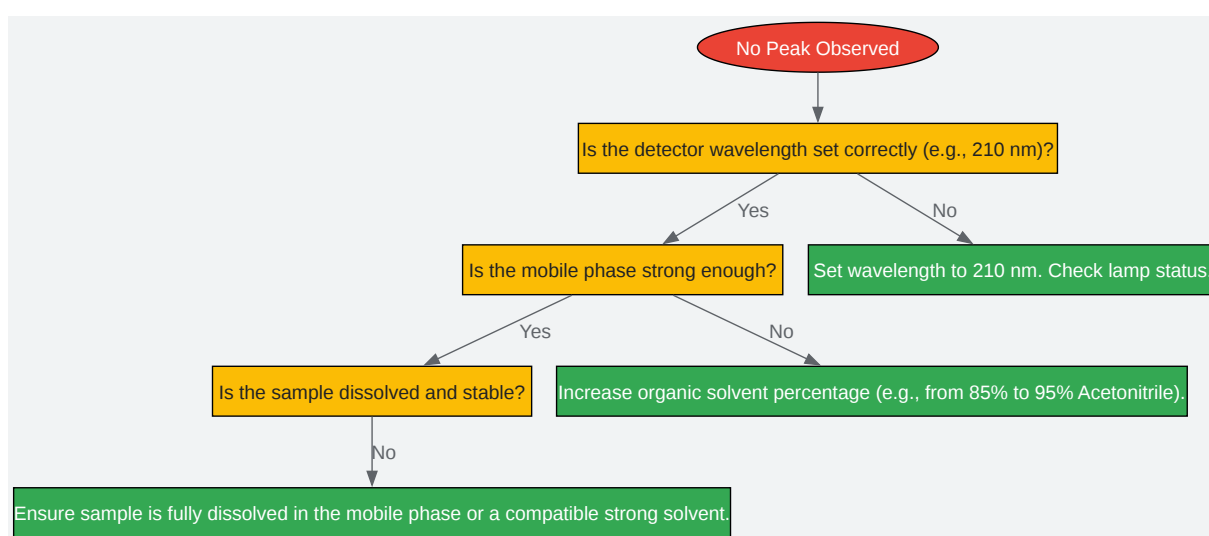 No Peak Observed
Is the detector wavelength set correctly (e.g., 210 nm)?
Yes
No
Is the mobile phase strong enough?
Set wavelength to 210 nm. Check lamp status.
Yes
No
Is the sample dissolved and stable?
Increase organic solvent percentage (e.g., from 85% to 95% Acetonitrile).
No
Ensure sample is fully dissolved in the mobile phase or a compatible strong solvent.